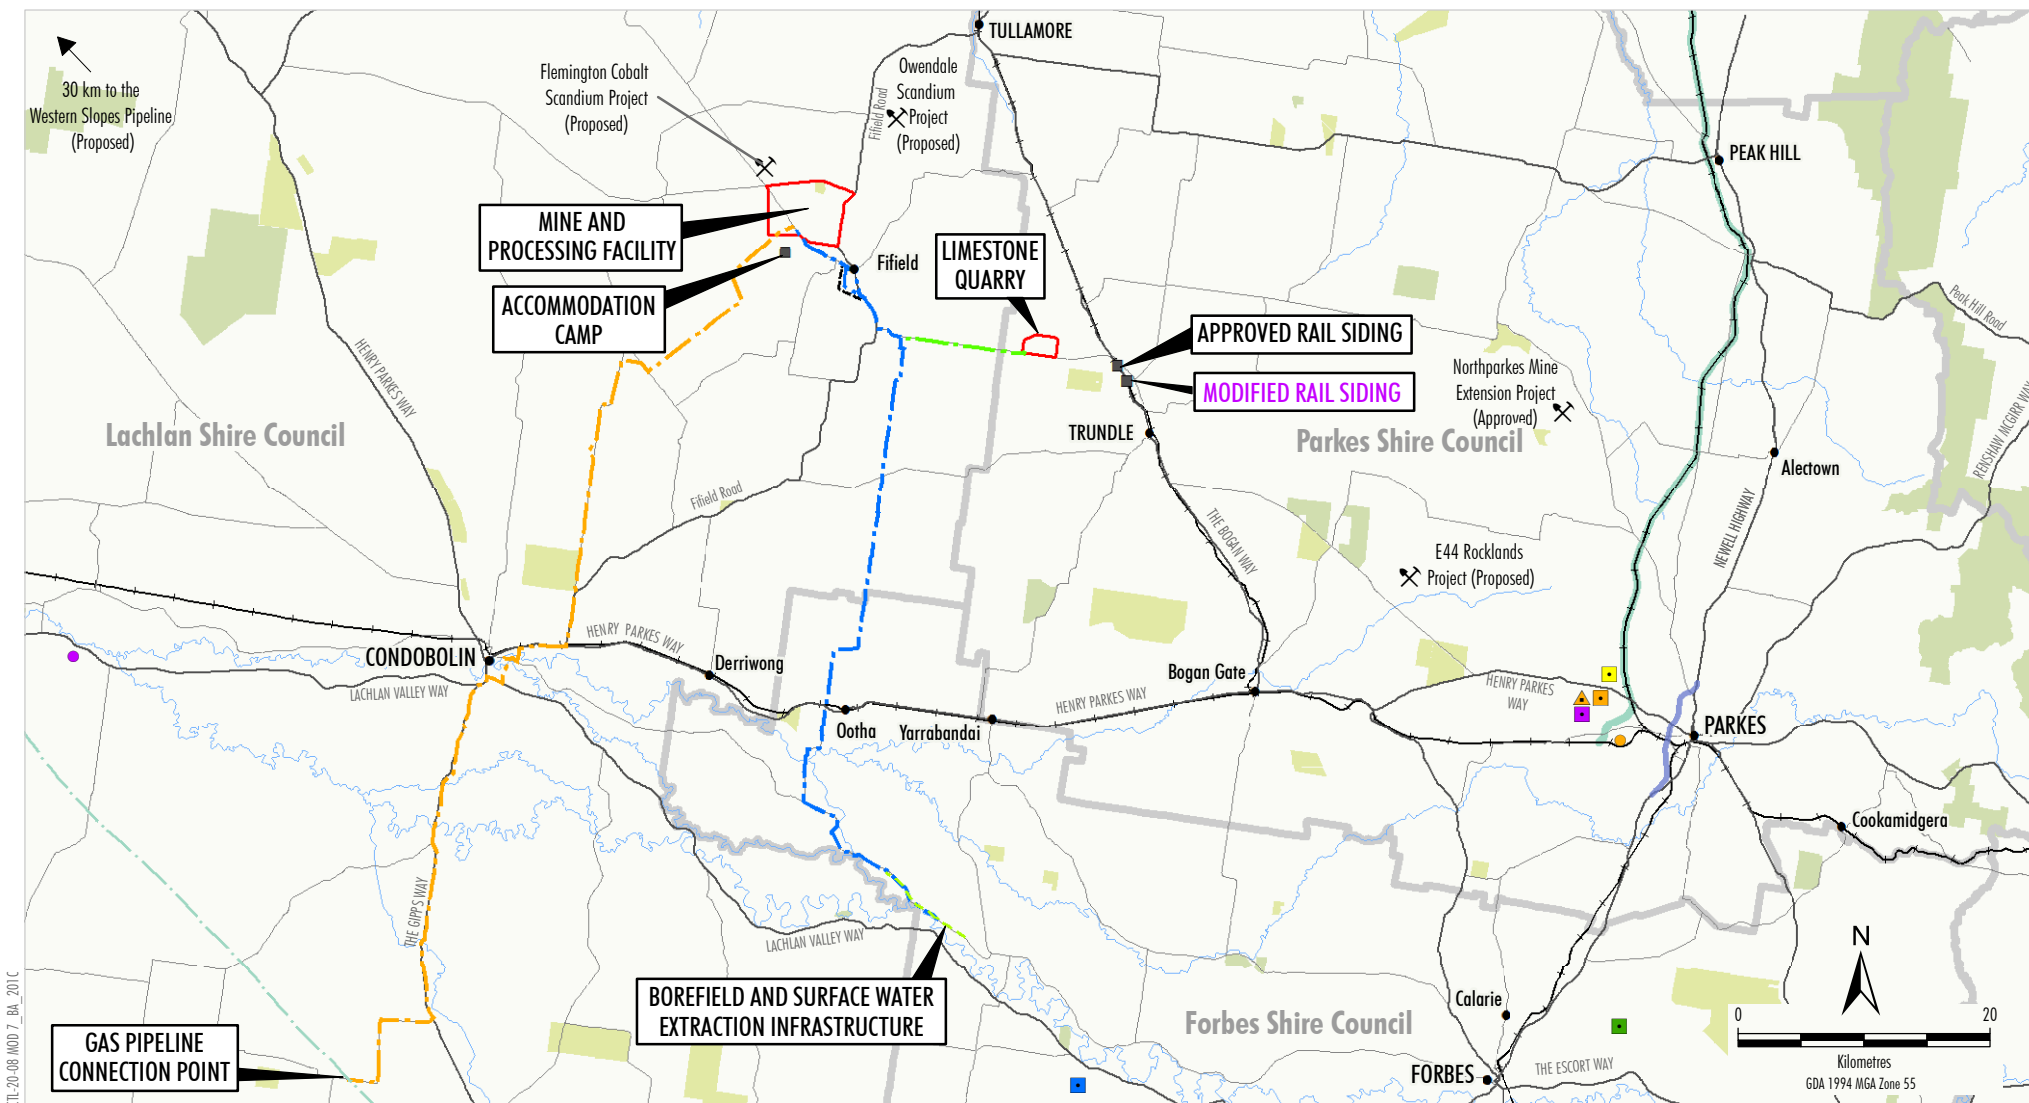 TULLAMORE
30 km to the
Western Slopes Pipeline
(Proposed)
Flemington Cobalt
Scandium Project
(Proposed)
Owendale
Scandium
Project
(Proposed)
Fifield Road
PEAK HILL
MINE AND
PROCESSING FACILITY
Fifield
LIMESTONE
QUARRY
ACCOMMODATION
CAMP
Peak Hill Road
HENRY PARKES WAY
APPROVED RAIL SIDING
MODIFIED RAIL SIDING
Northparkes Mine
Extension Project
(Approved)
Lachlan Shire Council
TRUNDLE
Parkes Shire Council
RENSHAW MCGIRR WAY
Alectown
Fifield Road
THE BOGAN WAY
NEWELL HIGHWAY
E44 Rocklands
Project (Proposed)
HENRY PARKES WAY
CONDOBOLIN
Derriwong
LACHLAN VALLEY WAY
Bogan Gate
HENRY PARKES WAY
HENRY PARKES
WAY
Ootha
Yarrabandai
PARKES
Cookamidgera
THE GIPPS WAY
LACHLAN VALLEY WAY
N
BOREFIELD AND SURFACE WATER
EXTRACTION INFRASTRUCTURE
Calarie
Forbes Shire Council
0 20
Kilometres
GDA 1994 MGA Zone 55
GAS PIPELINE
CONNECTION POINT
FORBES
THE ESCORT WAY